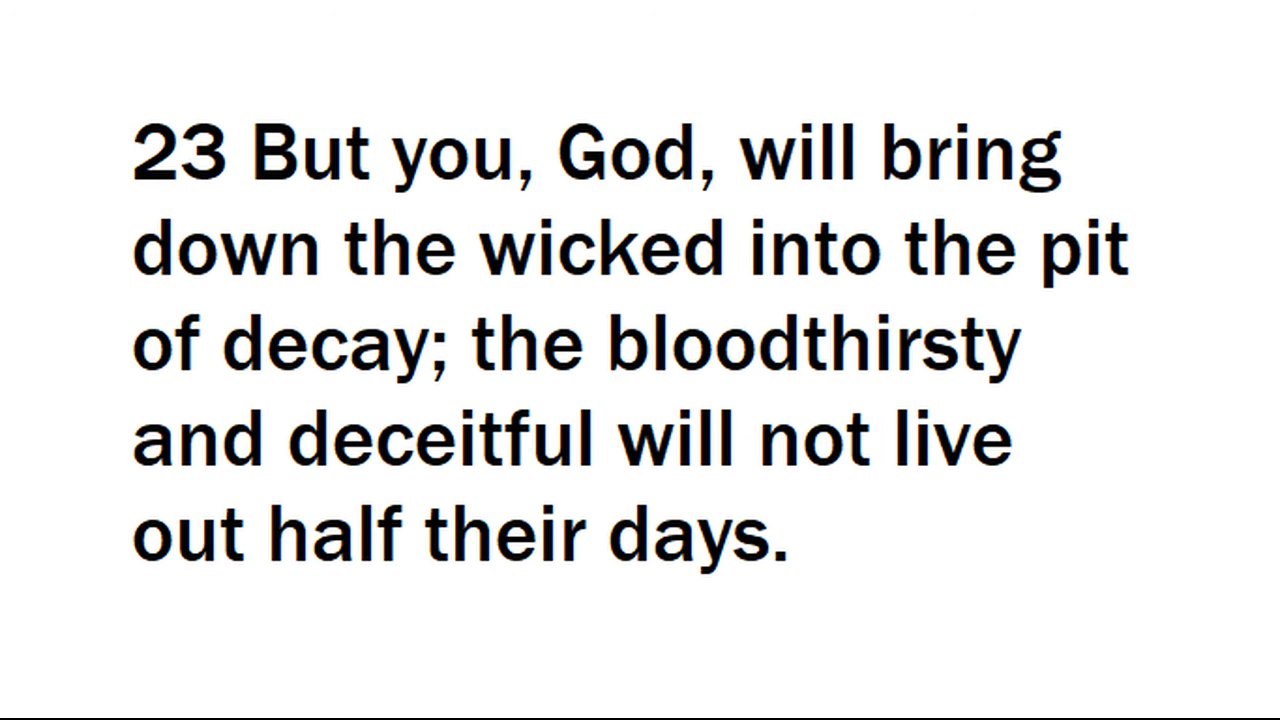 23 But you, God, will bring
down the wicked into the pit
of decay; the bloodthirsty
and deceitful will not live
out half their days.